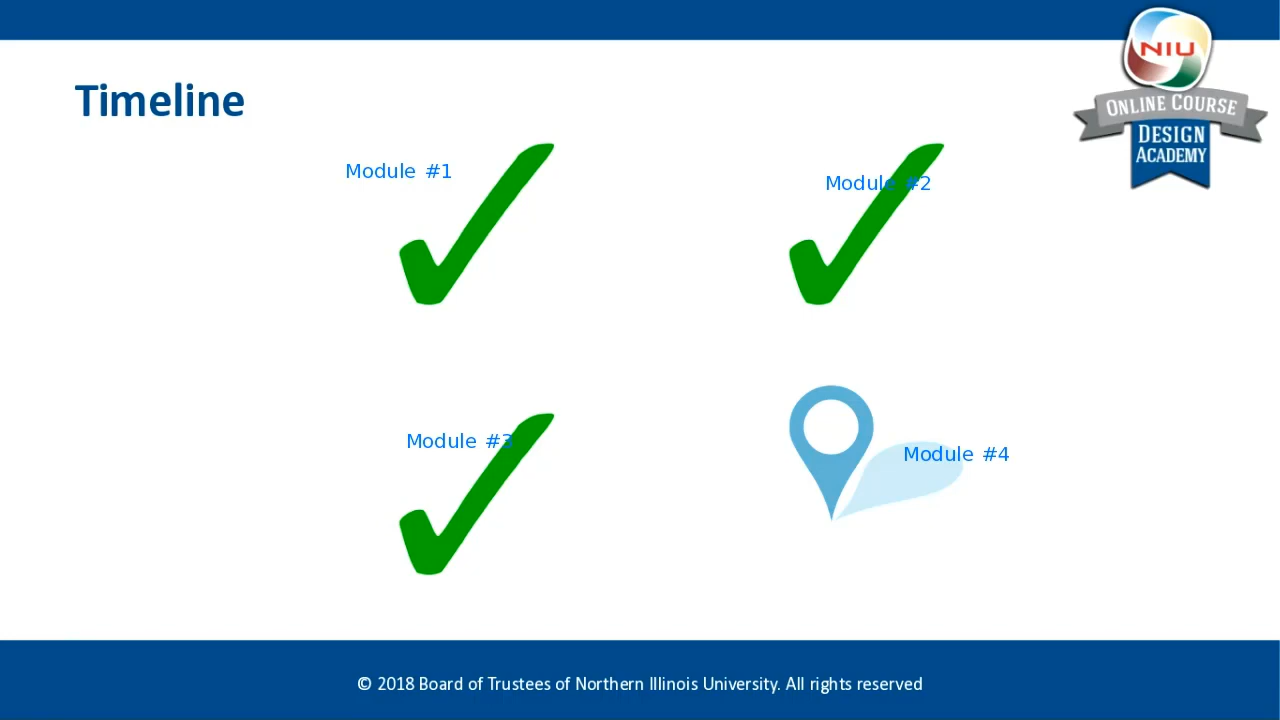 NIU
ONLINE COURSE
DESIGN
ACADEMY
Timeline
Module #1
Module #2
Module #3
Module #4
© 2018 Board of Trustees of Northern Illinois University. All rights reserved